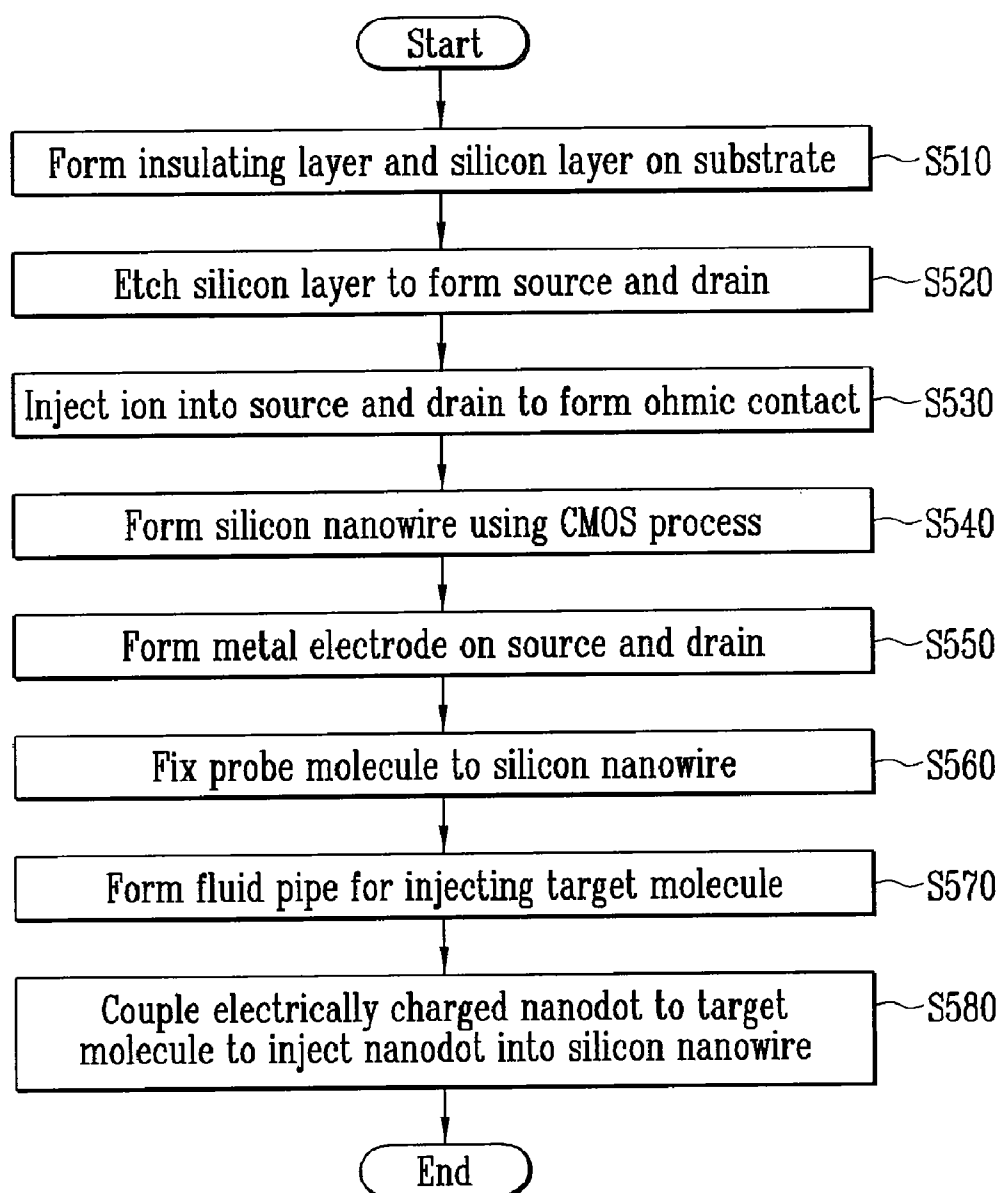 Start
Form insulating layer and silicon layer on substrate
S510
Etch silicon layer to form source and drain
S520
Inject ion into source and drain to form ohmic contact
S530
Form silicon nanowire using CMOS process
S540
Form metal electrode on source and drain
S550
Fix probe molecule to silicon nanowire
S560
Form fluid pipe for injecting target molecule
S570
Couple electrically charged nanodot to target
molecule to inject nanodot into silicon nanowire
S580
End